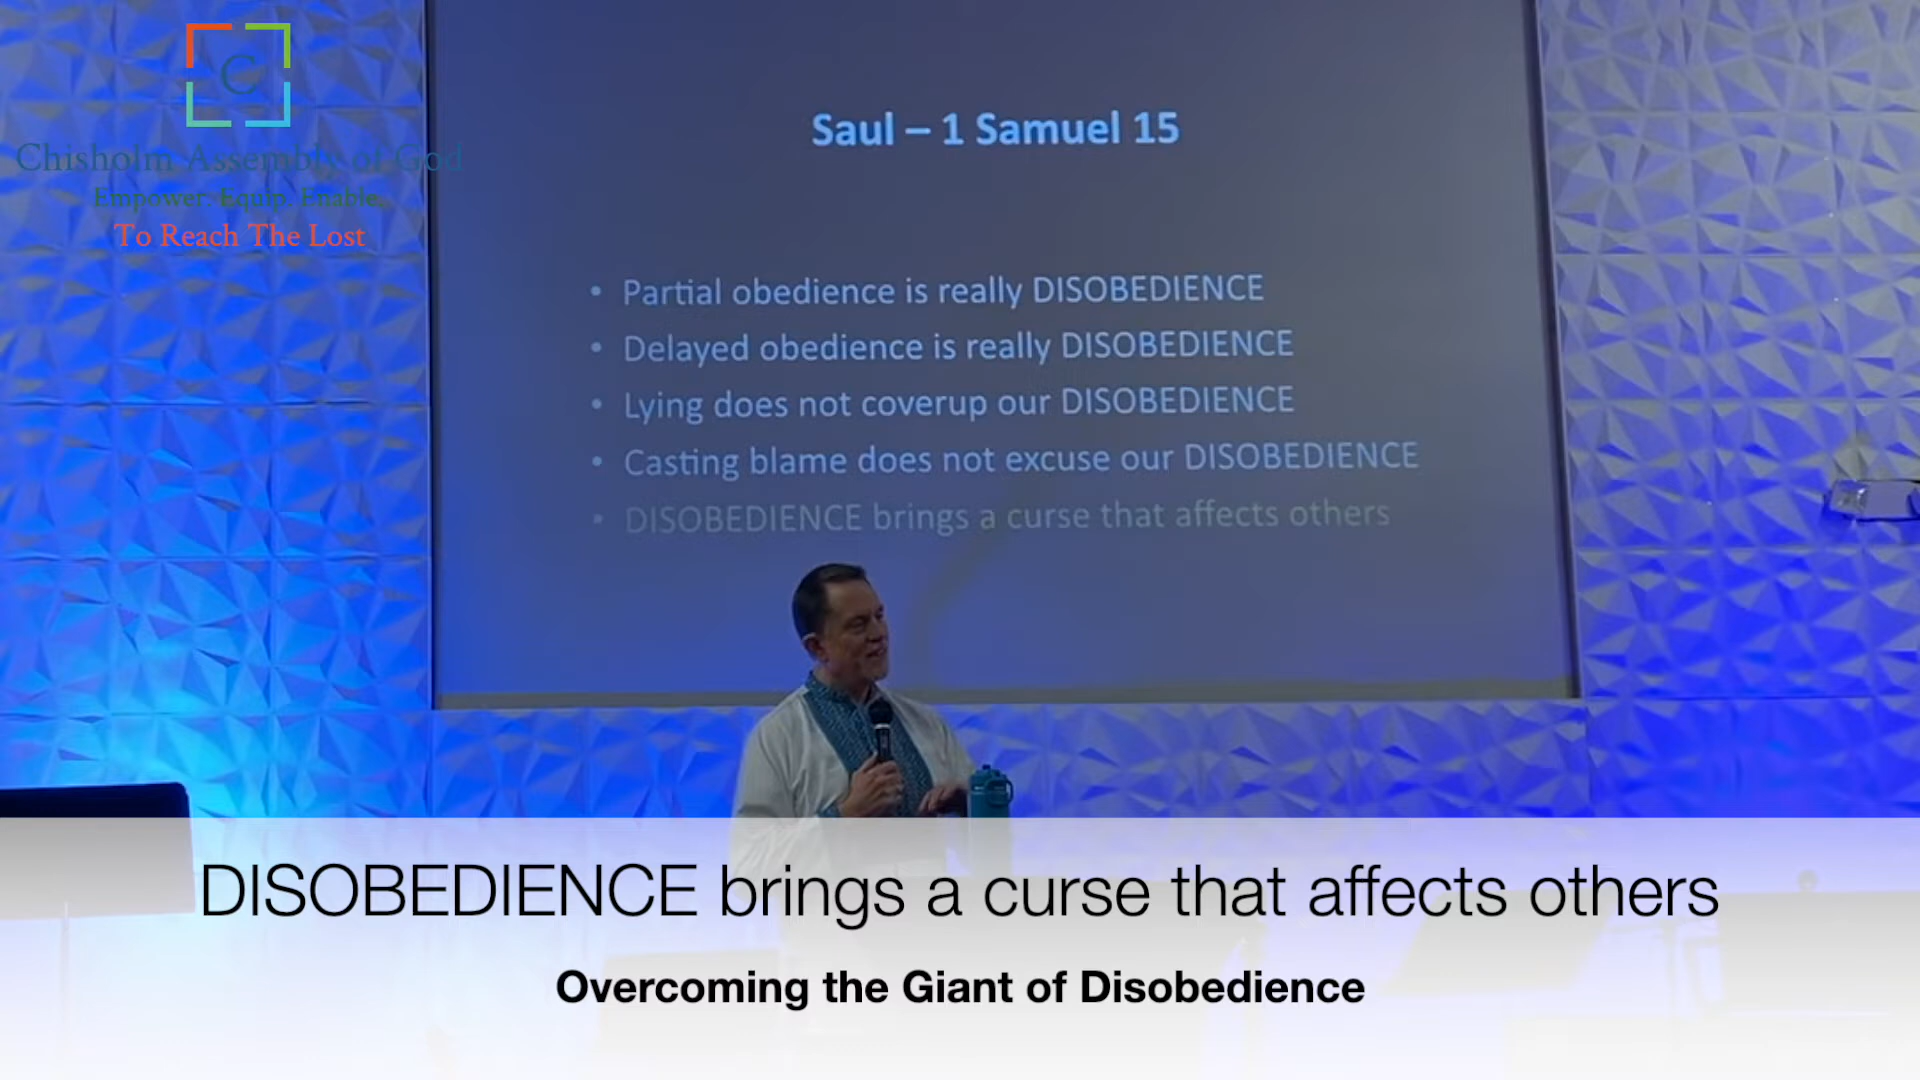 C
Chisholm Assembly of God
Empower. Equip. Enable.
To Reach The Lost
Saul – 1 Samuel 15
• Partial obedience is really DISOBEDIENCE
• Delayed obedience is really DISOBEDIENCE
• Lying does not coverup our DISOBEDIENCE
• Casting blame does not excuse our DISOBEDIENCE
• DISOBEDIENCE brings a curse that affects others
DISOBEDIENCE brings a curse that affects others
Overcoming the Giant of Disobedience